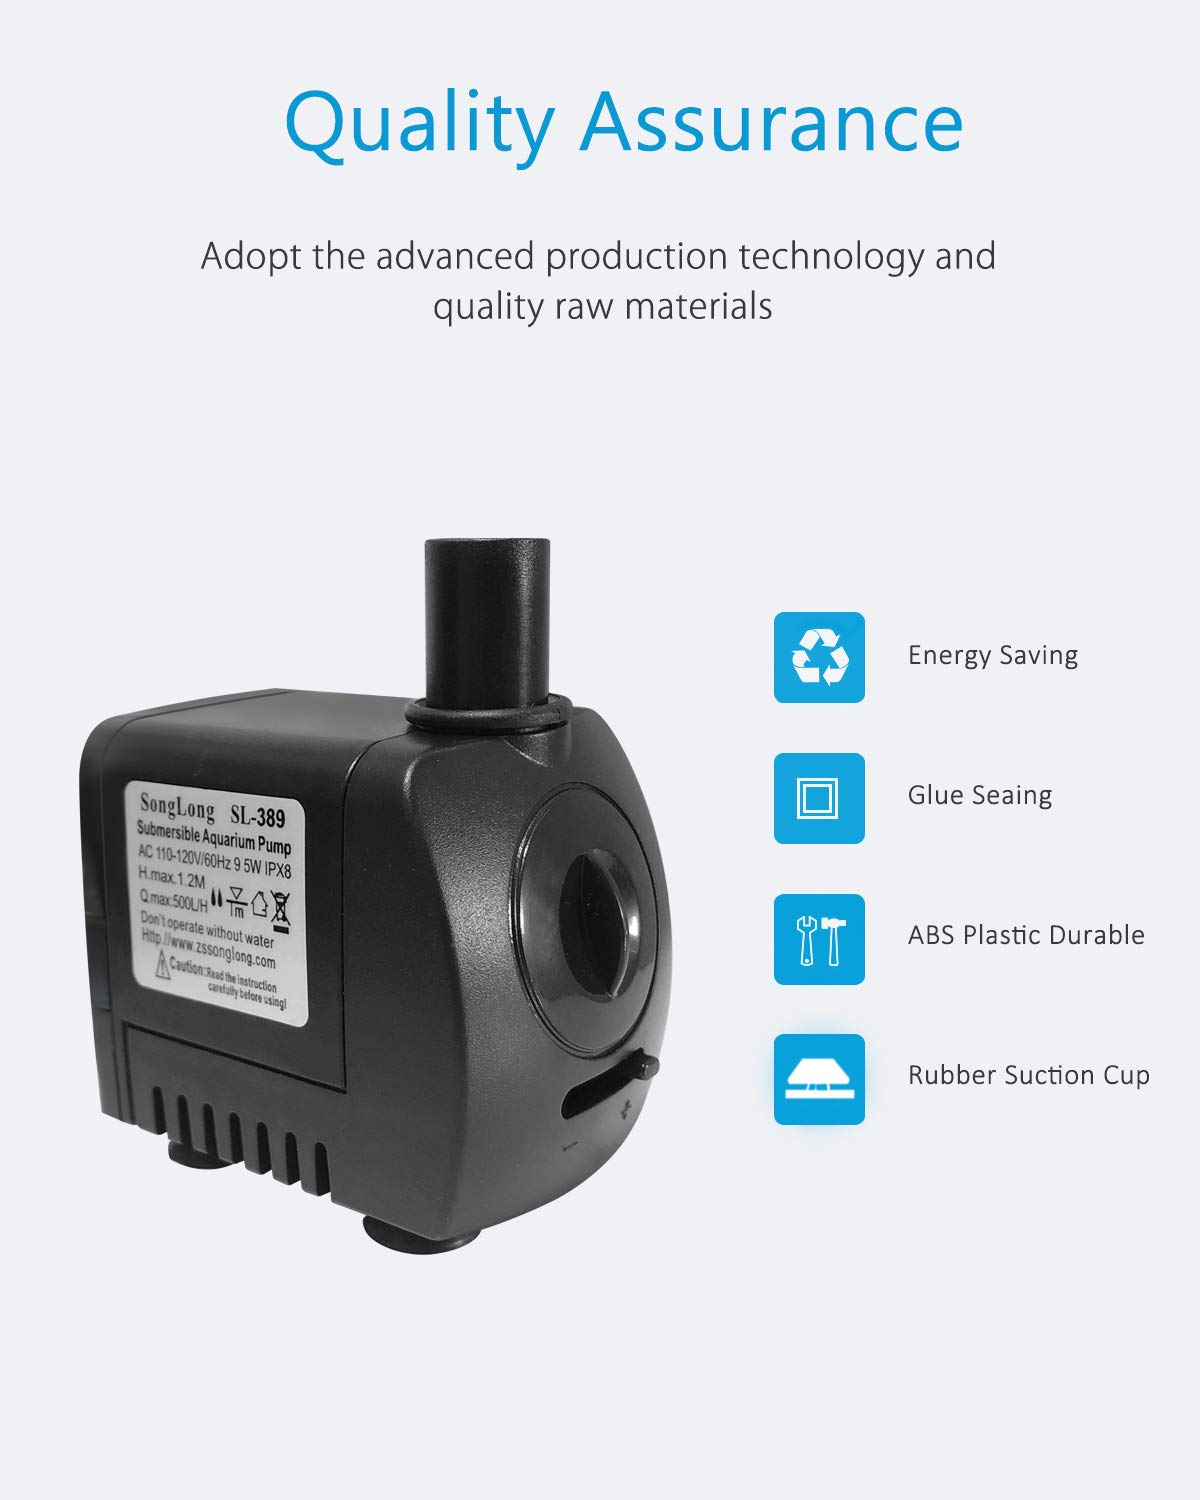 Quality Assurance
Adopt the advanced production technology and
quality raw materials
SongLong SL-389
Submersible Aquarium Pump
AC 110-120V/60Hz 9 5W IPX8
H.max.1.2M
Q.max:500L/H
1m
Don't operate without water
Http://www.zssonglong.com
Caution:Read the instruction
carefully before using!
Energy Saving
Glue Seaing
ABS Plastic Durable
Rubber Suction Cup